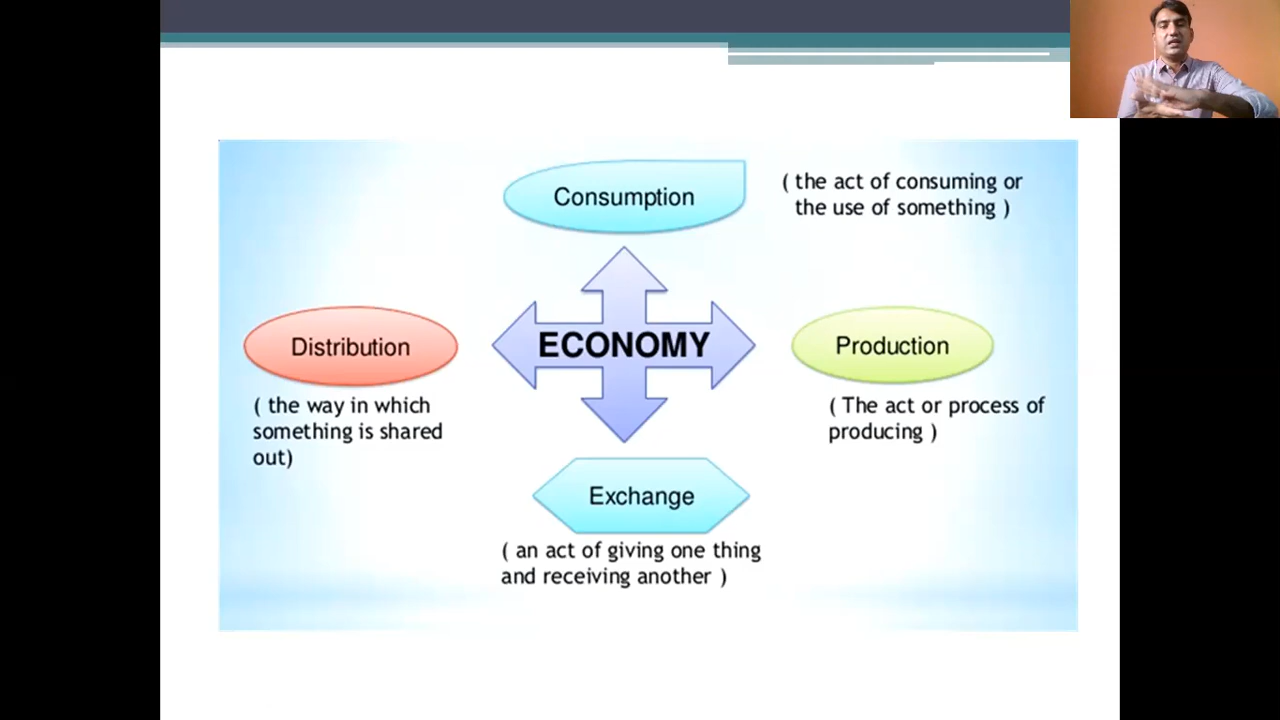 Consumption
( the act of consuming or
the use of something )
Distribution
( the way in which
something is shared
out)
ECONOMY
Production
( The act or process of
producing )
Exchange
( an act of giving one thing
and receiving another )